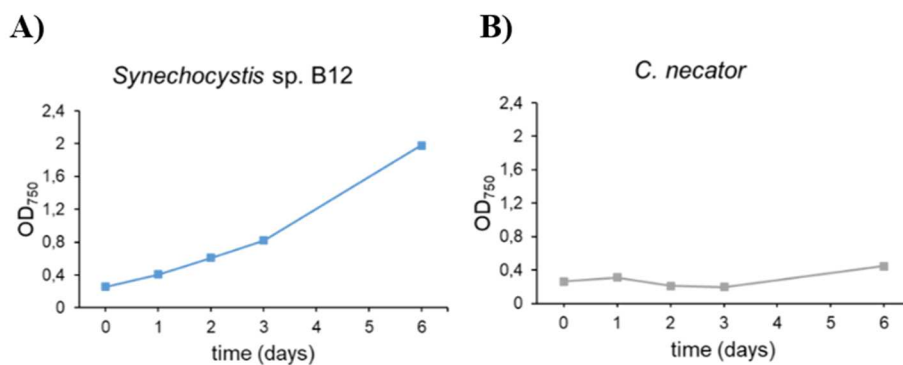 A)
Synechocystis sp. B12
2,4
2
1,6
1,2
0,8
0,4
0
OD750
0 1 2 3 4 5 6
time (days)
B)
C. necator
2,4
2
1,6
1,2
0,8
0,4
0
OD750
0 1 2 3 4 5 6
time (days)